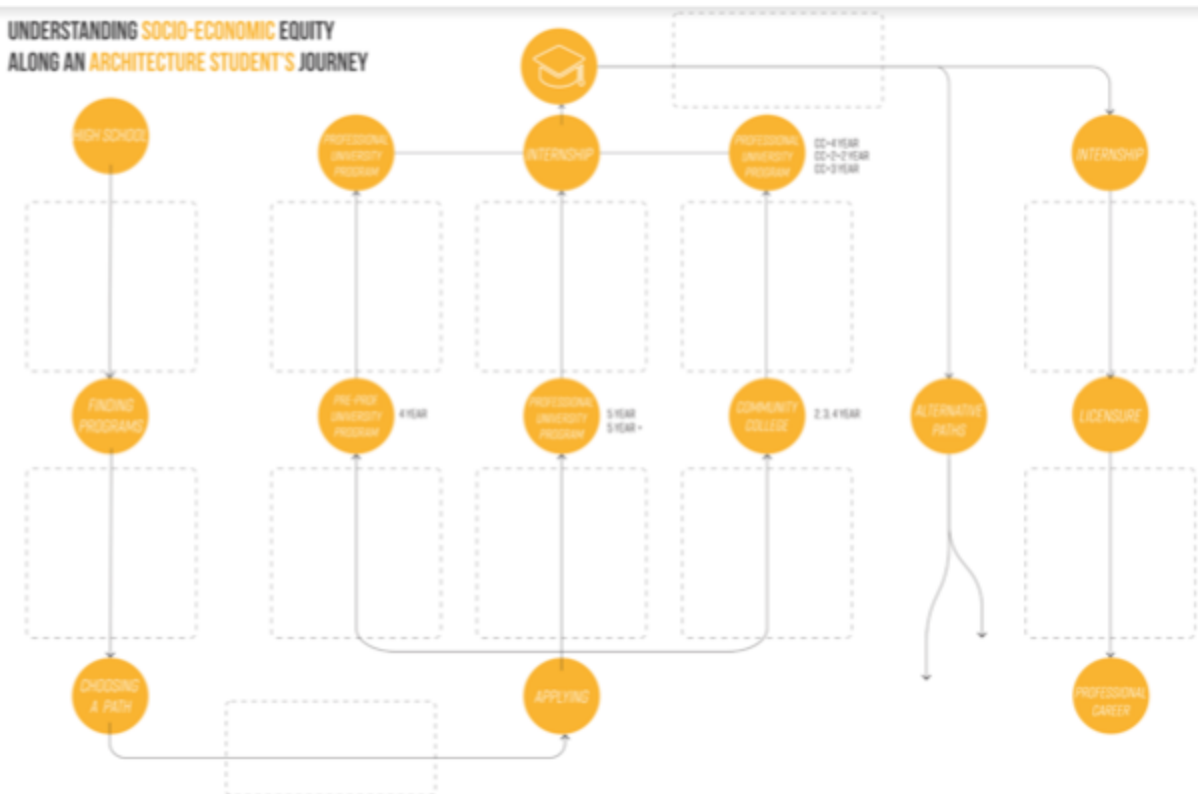 UNDERSTANDING SOCIO-ECONOMIC EQUITY
ALONG AN ARCHITECTURE STUDENT'S JOURNEY
HIGH SCHOOL
FINDING
PROGRAMS
CHOOSING
A PATH
APPLYING
PRE-PROF
UNIVERSITY
PROGRAM
4 YEAR
PROFESSIONAL
UNIVERSITY
PROGRAM
5 YEAR
5 YEAR +
COMMUNITY
COLLEGE
2,3,4 YEAR
PROFESSIONAL
UNIVERSITY
PROGRAM
INTERNSHIP
PROFESSIONAL
UNIVERSITY
PROGRAM
CC+4 YEAR
CC+2+2 YEAR
CC+3 YEAR
ALTERNATIVE
PATHS
INTERNSHIP
LICENSURE
PROFESSIONAL
CAREER